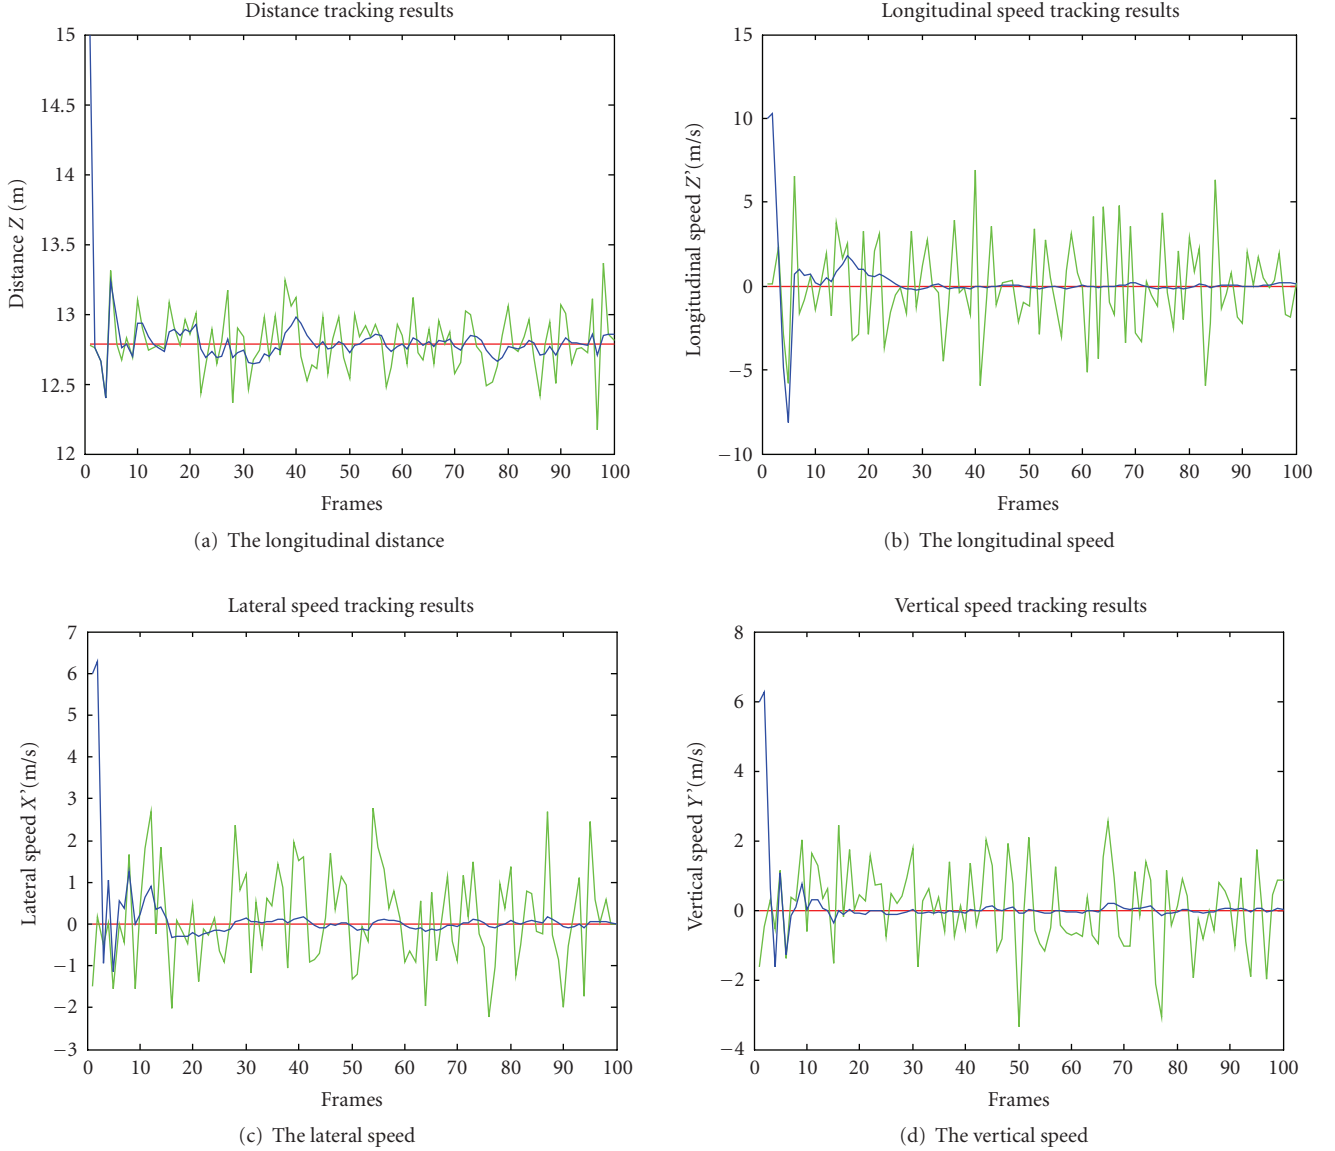 Distance tracking results
15
14.5
14
13.5
13
12.5
12
Distance Z (m)
0 10 20 30 40 50 60 70 80 90 100
Frames
(a) The longitudinal distance
Longitudinal speed tracking results
15
10
5
0
−5
−10
Longitudinal speed Z’(m/s)
0 10 20 30 40 50 60 70 80 90 100
Frames
(b) The longitudinal speed
Lateral speed tracking results
7
6
5
4
3
2
1
0
−1
−2
−3
Lateral speed X’(m/s)
0 10 20 30 40 50 60 70 80 90 100
Frames
(c) The lateral speed
Vertical speed tracking results
8
6
4
2
0
−2
−4
Vertical speed Y’(m/s)
0 10 20 30 40 50 60 70 80 90 100
Frames
(d) The vertical speed